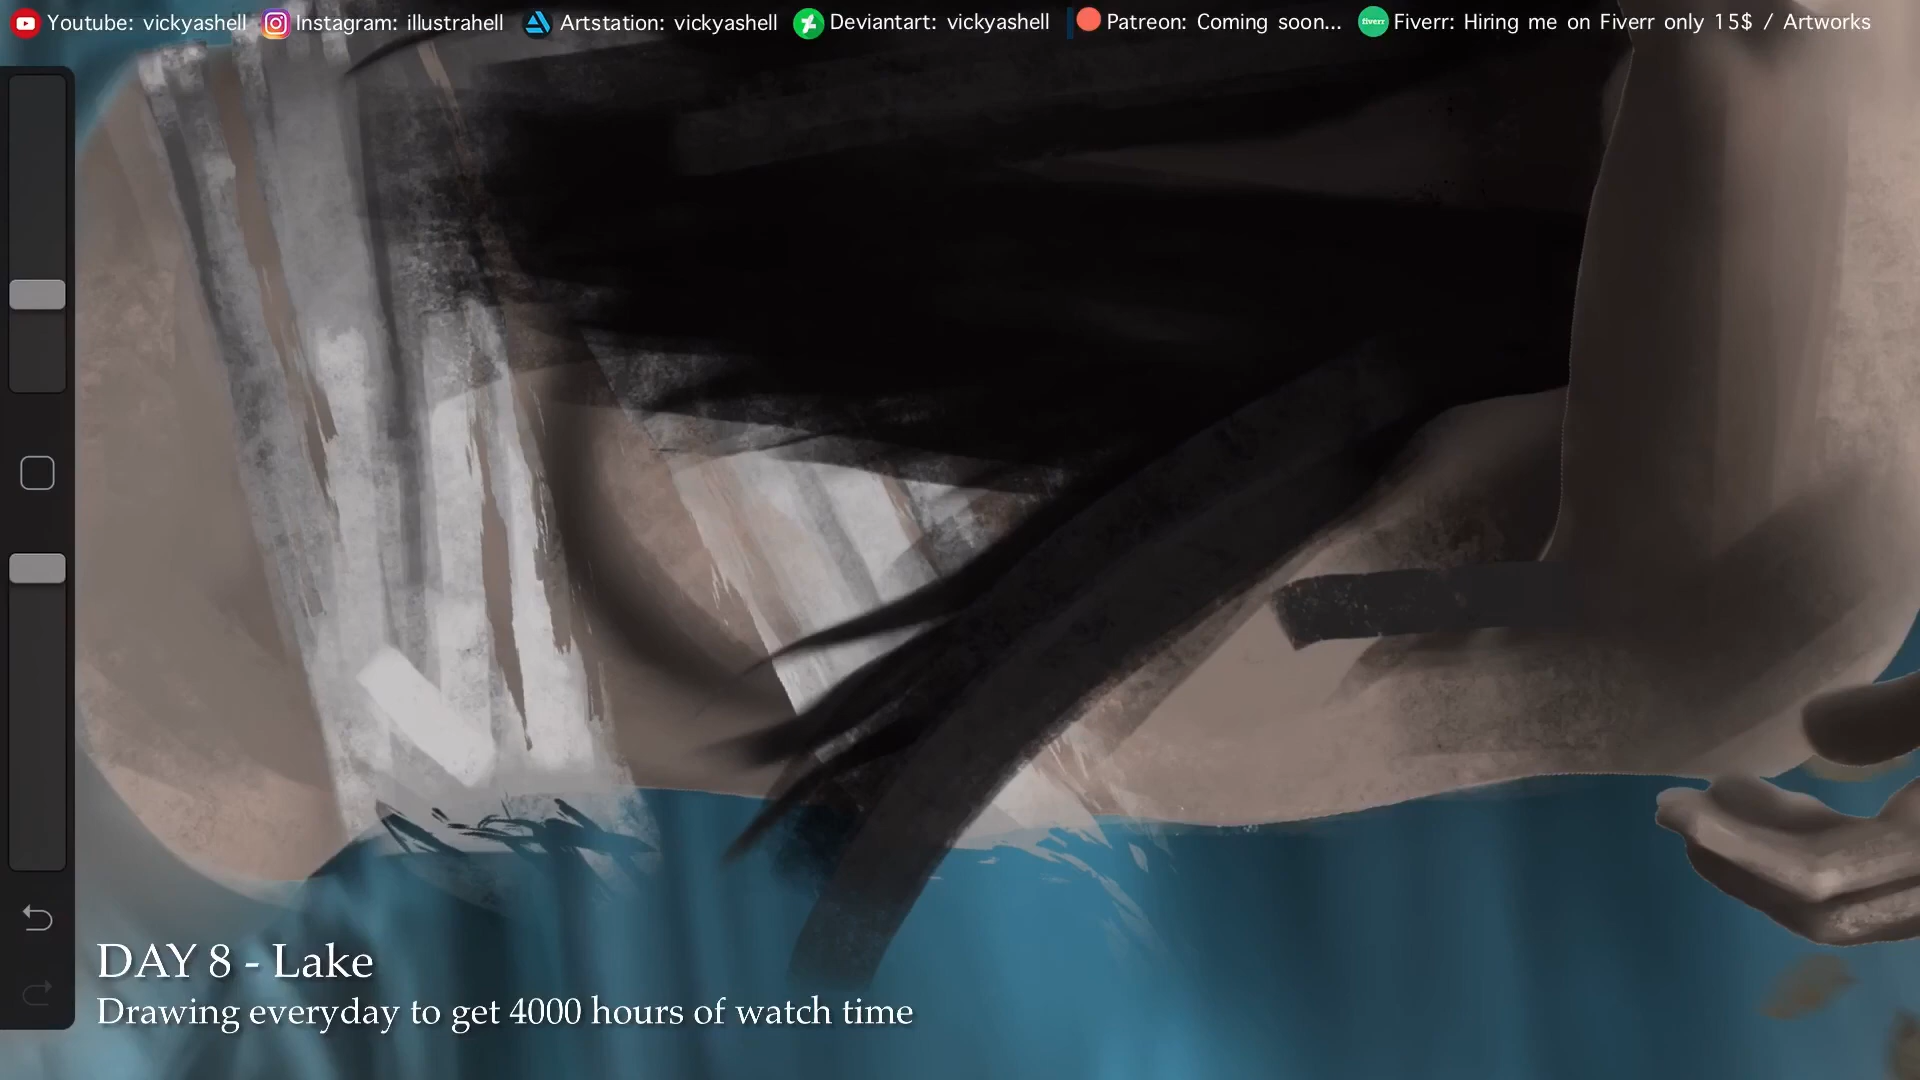 Youtube: vickyashell Instagram: illustrahell Artstation: vickyashell Deviantart: vickyashell Patreon: Coming soon... fiverr Fiverr: Hiring me on Fiverr only 15$ / Artworks
DAY 8 - Lake
Drawing everyday to get 4000 hours of watch time